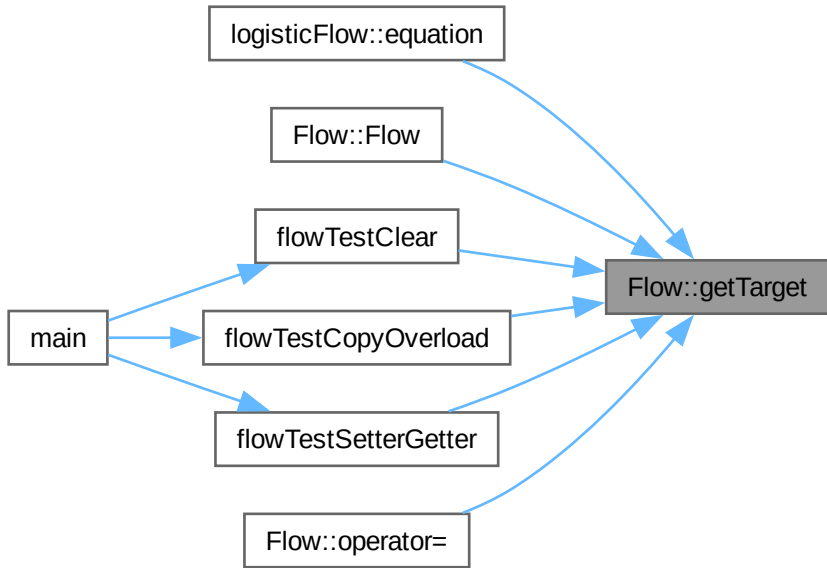 logisticFlow::equation
Flow::Flow
flowTestClear
Flow::getTarget
main
flowTestCopyOverload
flowTestSetterGetter
Flow::operator=